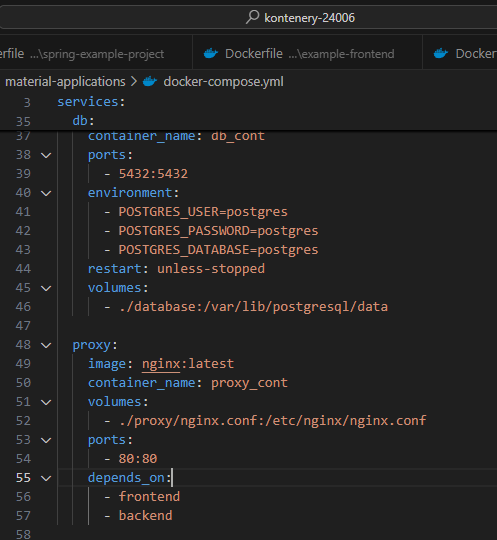 kontenery-24006
erfile ...\spring-example-project
Dockerfile ...\example-frontend
Docker
material-applications > docker-compose.yml
3 services:
35 db:
37 container_name: db_cont
38 ports:
39 - 5432:5432
40 environment:
41 - POSTGRES_USER=postgres
42 - POSTGRES_PASSWORD=postgres
43 - POSTGRES_DATABASE=postgres
44 restart: unless-stopped
45 volumes:
46 - ./database:/var/lib/postgresql/data
47
48 proxy:
49 image: nginx:latest
50 container_name: proxy_cont
51 volumes:
52 - ./proxy/nginx.conf:/etc/nginx/nginx.conf
53 ports:
54 - 80:80
55 depends_on:
56 - frontend
57 - backend
58